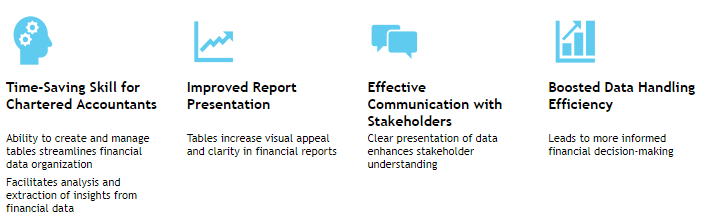 Time-Saving Skill for
Chartered Accountants
Ability to create and manage
tables streamlines financial
data organization
Facilitates analysis and
extraction of insights from
financial data
Improved Report
Presentation
Tables increase visual appeal
and clarity in financial reports
Effective
Communication with
Stakeholders
Clear presentation of data
enhances stakeholder
understanding
Boosted Data Handling
Efficiency
Leads to more informed
financial decision-making